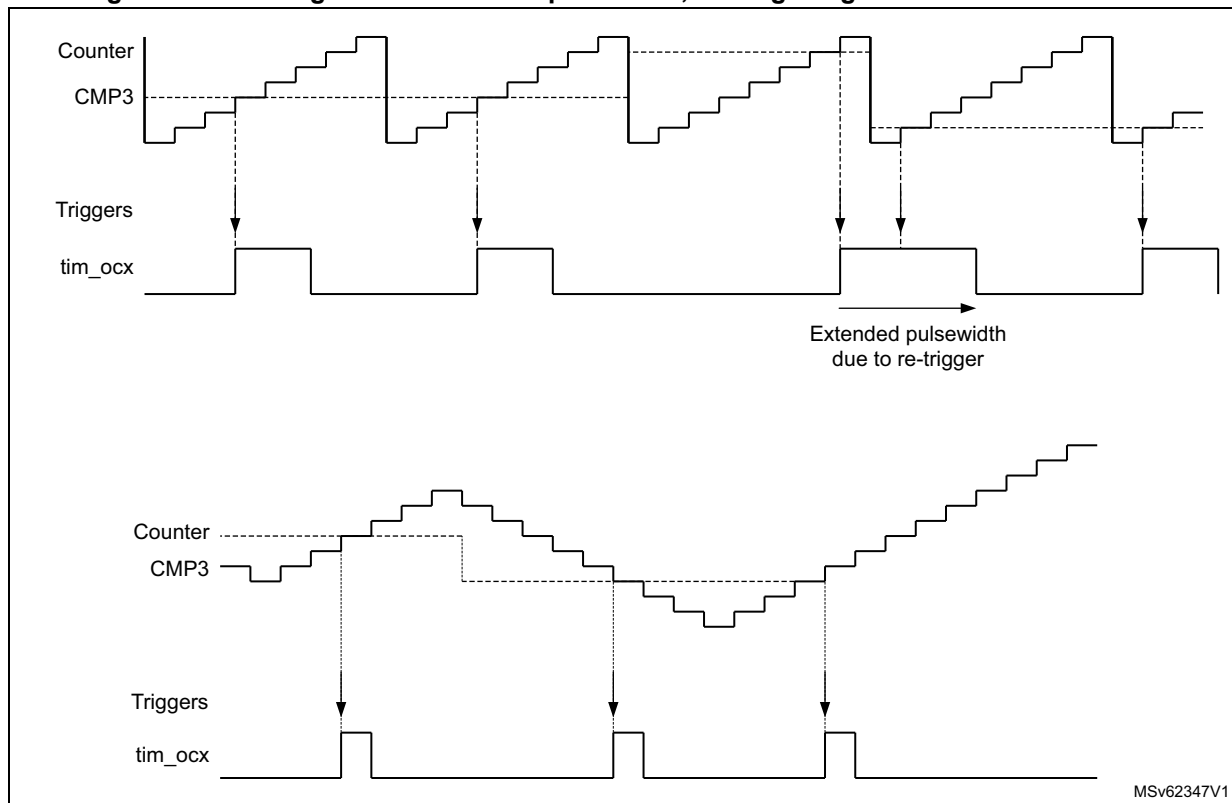 Counter
CMP3
Triggers
tim_ocx
Extended pulsewidth
due to re-trigger
Counter
CMP3
Triggers
tim_ocx
MSv62347V1